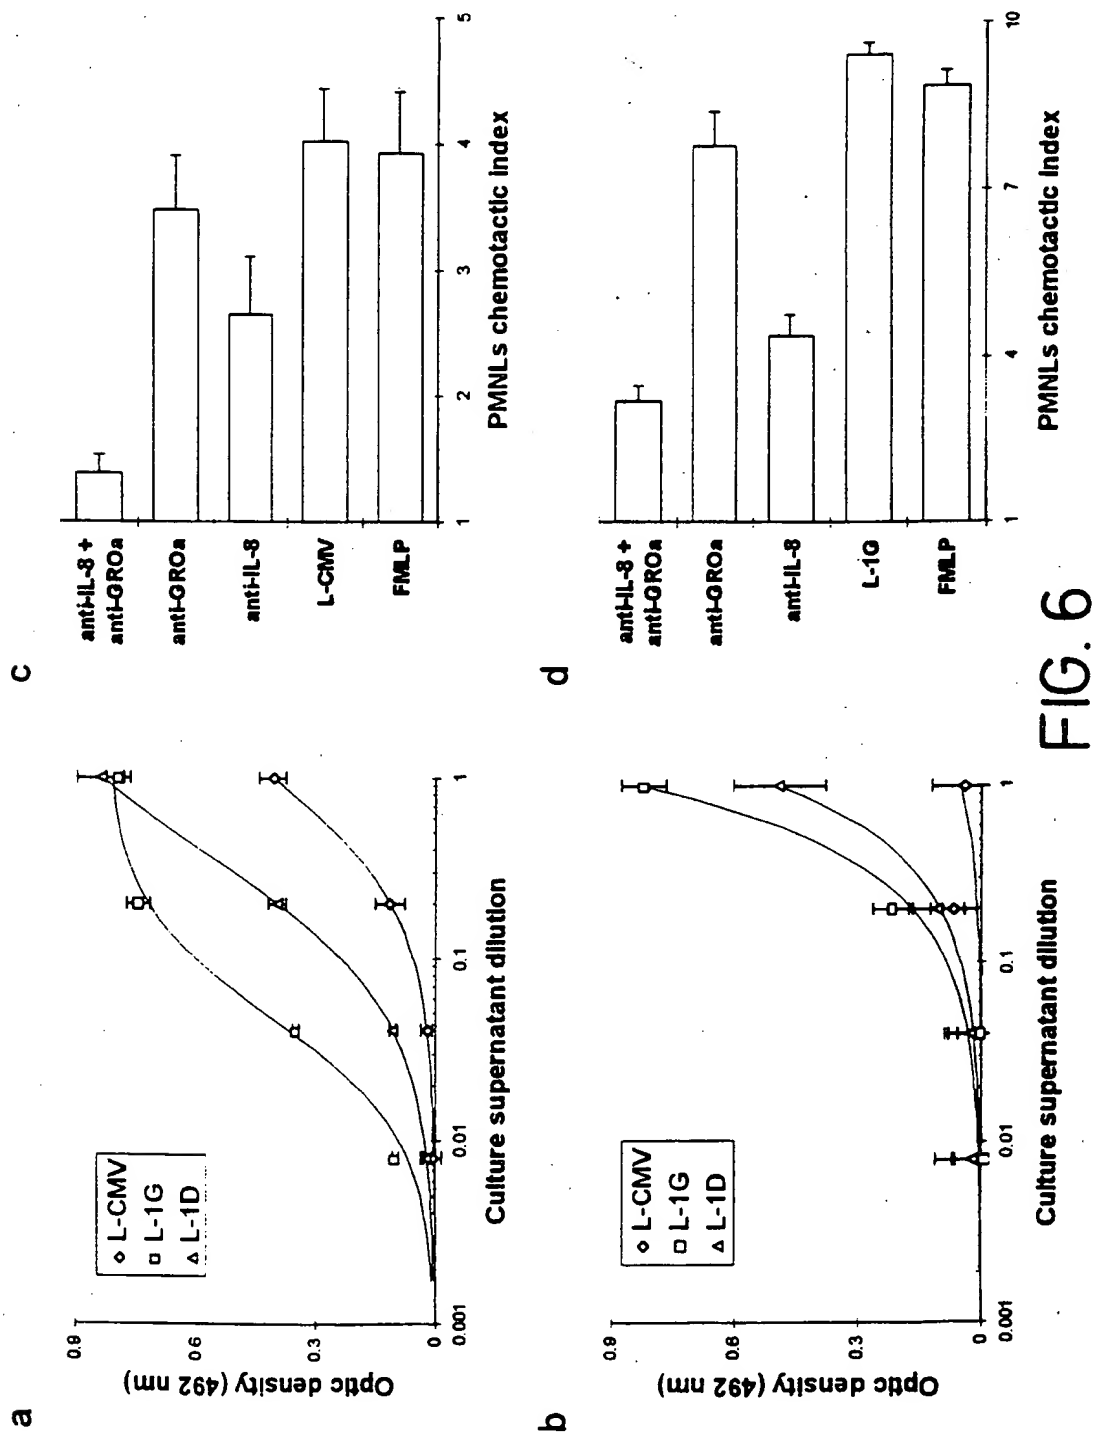 a
0.9
0.6
0.3
0
Optic density (492 nm)
L-CMV
L-1G
L-1D
0.001
0.01
0.1
1
Culture supernatant dilution
b
0.9
0.6
0.3
0
Optic density (492 nm)
L-CMV
L-1G
L-1D
0.001
0.01
0.1
1
Culture supernatant dilution
c
anti-IL-8 +
anti-GROa
anti-GROa
anti-IL-8
L-CMV
FMLP
1
2
3
4
5
PMNLs chemotactic index
d
anti-IL-8 +
anti-GROa
anti-GROa
anti-IL-8
L-1G
FMLP
1
4
7
10
PMNLs chemotactic index
FIG. 6